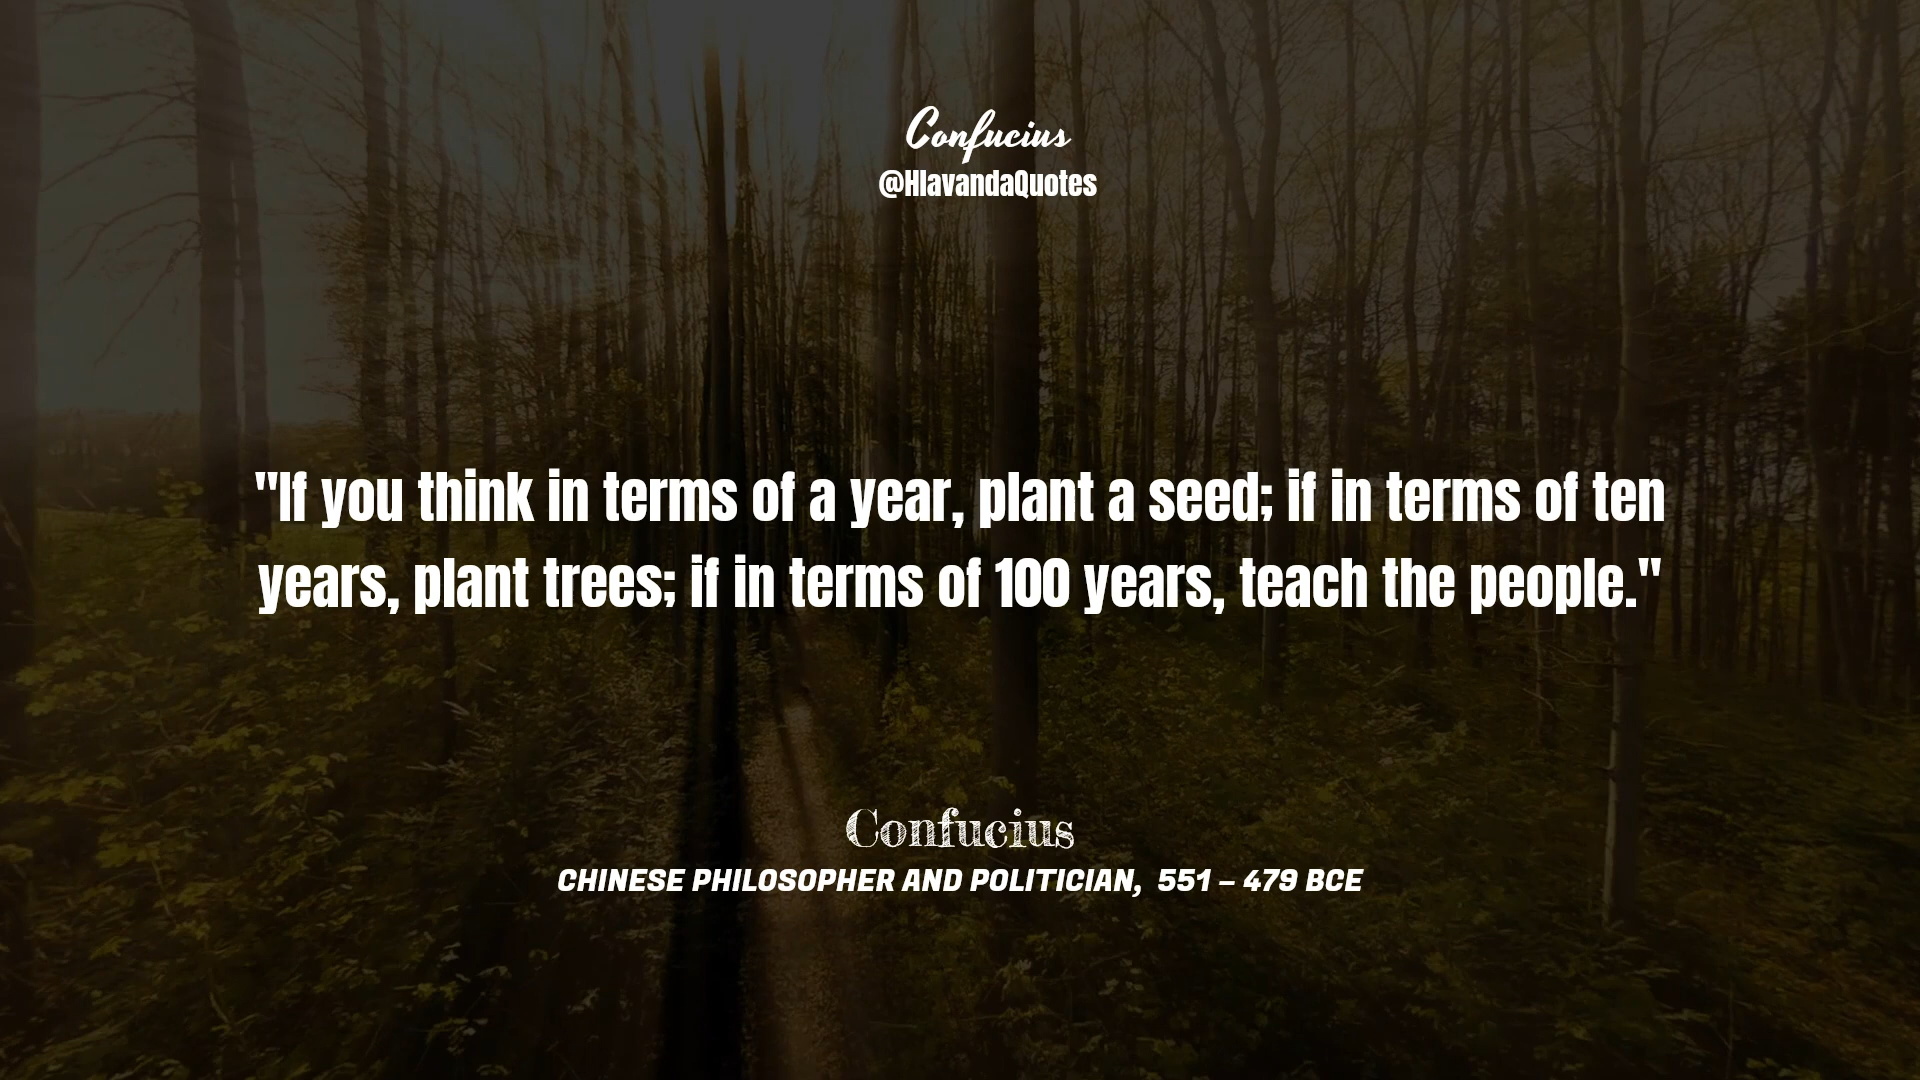 Confucius
@HlavandaQuotes
"If you think in terms of a year, plant a seed; if in terms of ten
years, plant trees; if in terms of 100 years, teach the people."
Confucius
CHINESE PHILOSOPHER AND POLITICIAN, 551 – 479 BCE